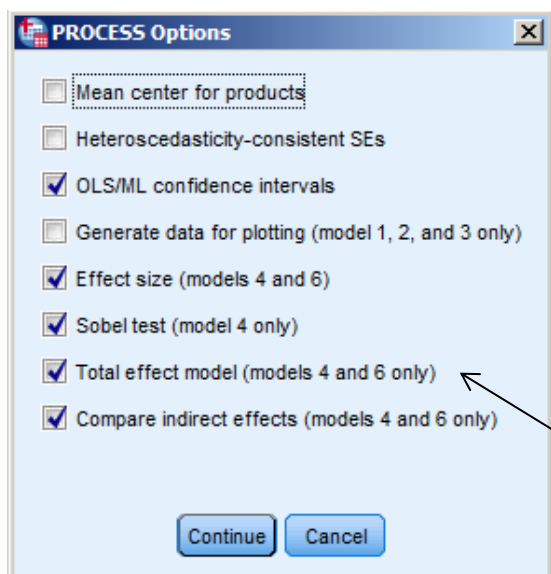 PROCESS Options
Mean center for products
Heteroscedasticity-consistent SEs
OLS/ML confidence intervals
Generate data for plotting (model 1, 2, and 3 only)
Effect size (models 4 and 6)
Sobel test (model 4 only)
Total effect model (models 4 and 6 only)
Compare indirect effects (models 4 and 6 only)
Continue Cancel